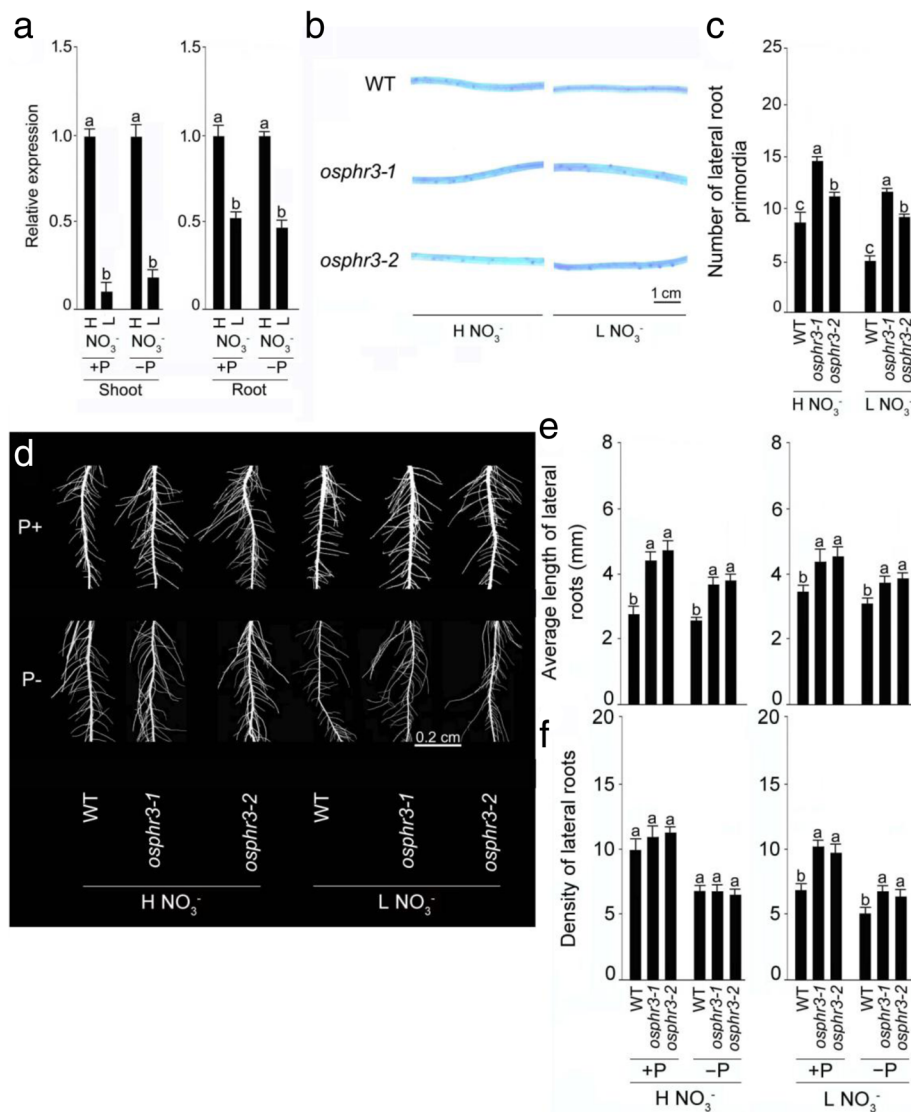 a
1.5
1.0
0.5
0
Relative expression
a
b
a
b
H L
H L
NO₃⁻
NO₃⁻
+P
−P
Shoot
1.5
1.0
0.5
0
a
b
a
b
H L
H L
NO₃⁻
NO₃⁻
+P
−P
Root
b
WT
osphr3-1
osphr3-2
1 cm
H NO₃⁻
L NO₃⁻
c
Number of lateral root
primordia
25
20
15
10
5
0
c
a
b
c
a
b
WT
osphr3-1
osphr3-2
WT
osphr3-1
osphr3-2
H NO₃⁻
L NO₃⁻
d
P+
P-
0.2 cm
WT
osphr3-1
osphr3-2
WT
osphr3-1
osphr3-2
H NO₃⁻
L NO₃⁻
e
Average length of lateral
roots (mm)
8
6
4
2
0
b
a
a
b
a
a
8
6
4
2
0
b
a
a
b
a
a
f
Density of lateral roots
20
15
10
5
0
a
a
a
a
a
a
20
15
10
5
0
b
a
a
b
a
a
WT
osphr3-1
osphr3-2
WT
osphr3-1
osphr3-2
WT
osphr3-1
osphr3-2
WT
osphr3-1
osphr3-2
+P
−P
+P
−P
H NO₃⁻
L NO₃⁻